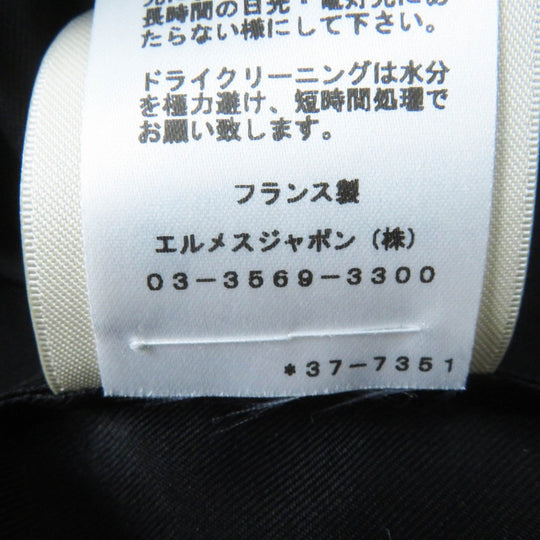 長時間の日光・電灯光にあ
たらない様にして下さい。
ドライクリーニングは水分
を極力避け、短時間処理で
お願い致します。
フランス製
エルメスジャポン(株)
03-3569-3300
*37-7351